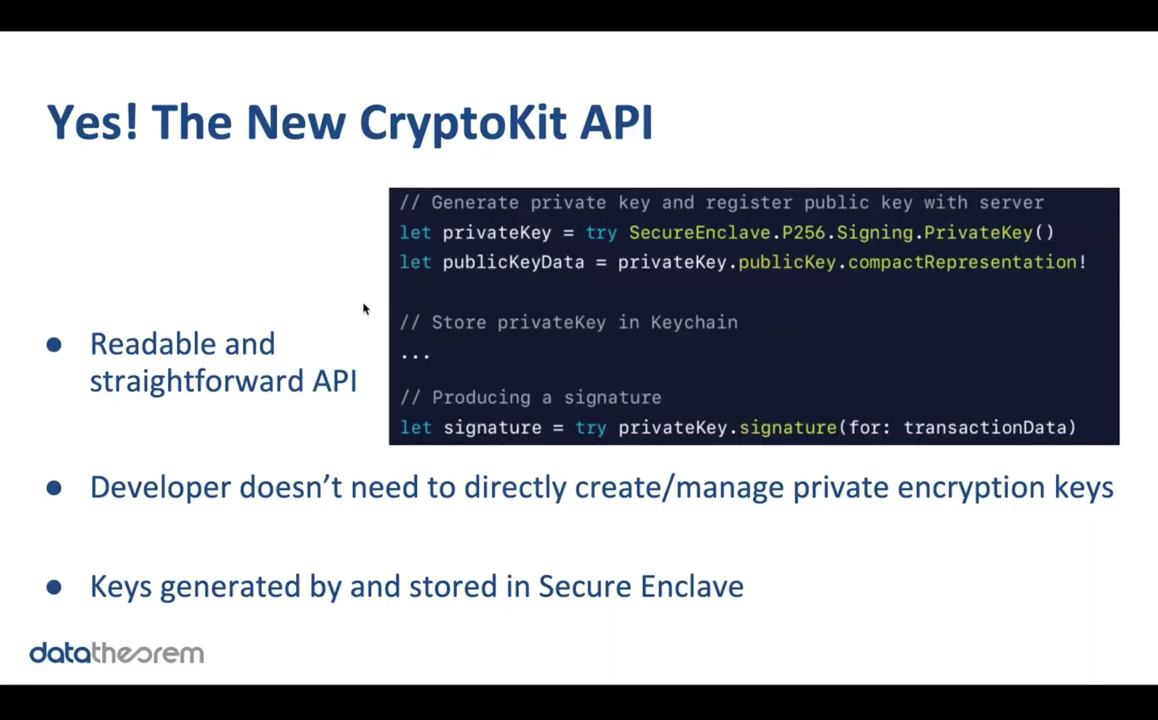 Yes! The New CryptoKit API
// Generate private key and register public key with server
let privateKey = try SecureEnclave.P256.Signing.PrivateKey()
let publicKeyData = privateKey.publicKey.compactRepresentation!
// Store privateKey in Keychain
...
// Producing a signature
let signature = try privateKey.signature(for: transactionData)
● Readable and
straightforward API
● Developer doesn’t need to directly create/manage private encryption keys
● Keys generated by and stored in Secure Enclave
datatheorem